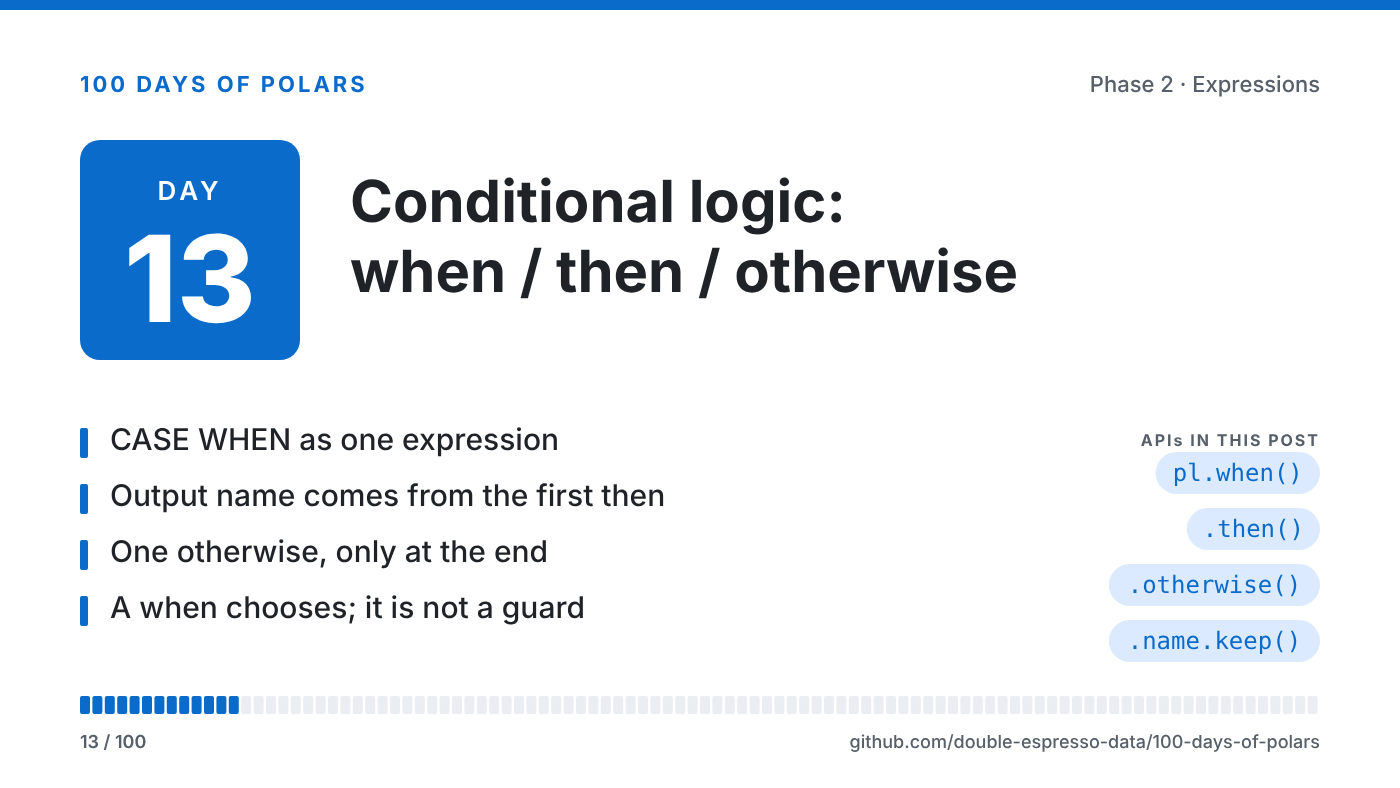 100 DAYS OF POLARS
Phase 2 · Expressions
DAY
13
Conditional logic:
when / then / otherwise
CASE WHEN as one expression
Output name comes from the first then
One otherwise, only at the end
A when chooses; it is not a guard
APIs IN THIS POST
pl.when()
.then()
.otherwise()
.name.keep()
13 / 100
github.com/double-espresso-data/100-days-of-polars